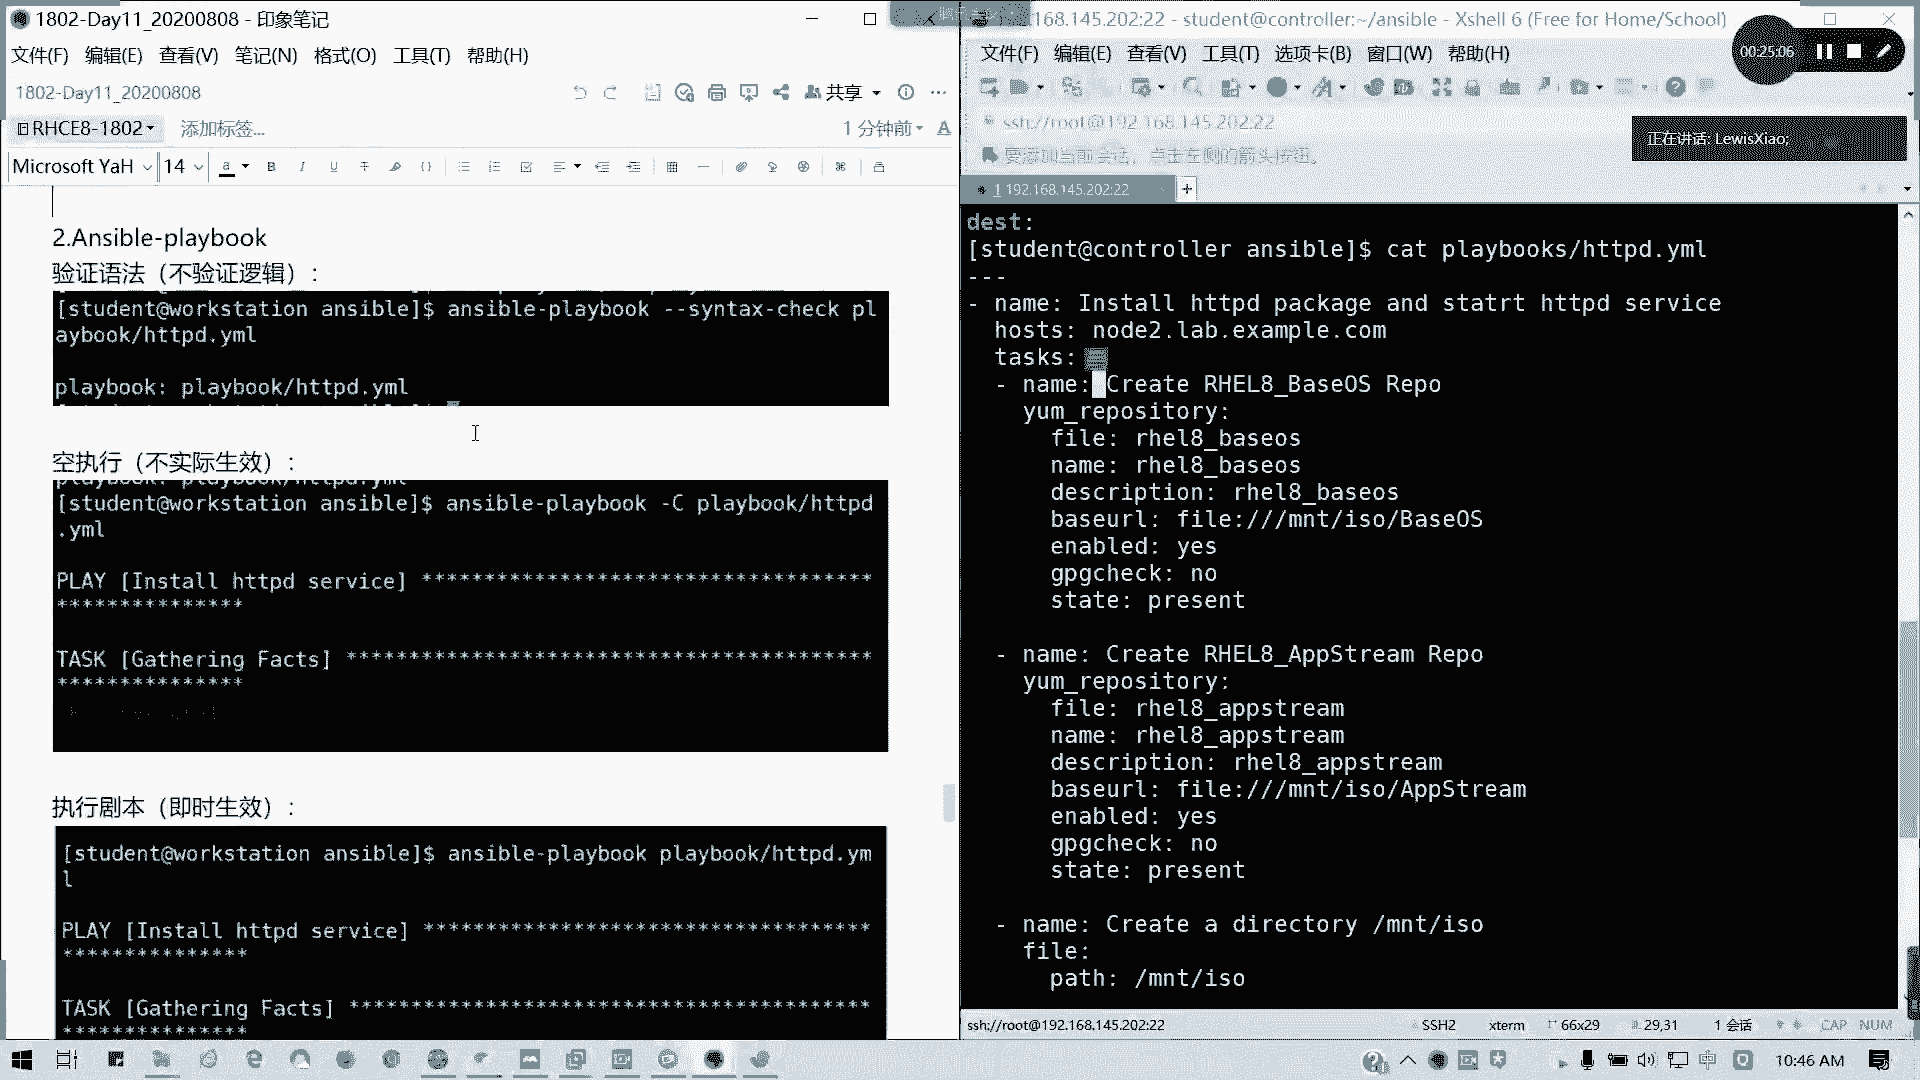 1802-Day11_20200808 - 印象笔记
文件(F) 编辑(E) 查看(V) 笔记(N) 格式(O) 工具(T) 帮助(H)
1802-Day11_20200808
共享
RHCE8-1802
添加标签...
1 分钟前
Microsoft YaH 14
2.Ansible-playbook
验证语法（不验证逻辑）：
[student@workstation ansible]$ ansible-playbook --syntax-check pl
aybook/httpd.yml
playbook: playbook/httpd.yml
空执行（不实际生效）：
playbook: playbook/httpd.yml
[student@workstation ansible]$ ansible-playbook -C playbook/httpd
.yml
PLAY [Install httpd service] ************************************
***************
TASK [Gathering Facts] ******************************************
***************
执行剧本（即时生效）：
[student@workstation ansible]$ ansible-playbook playbook/httpd.ym
l
PLAY [Install httpd service] ************************************
***************
TASK [Gathering Facts] ******************************************
***************
168.145.202:22 - student@controller:~/ansible - Xshell 6 (Free for Home/School)
文件(F) 编辑(E) 查看(V) 工具(T) 选项卡(B) 窗口(W) 帮助(H)
00:25:06
ssh://root@192.168.145.202:22
正在讲话: LewisXiao;
要添加当前会话，点击左侧的箭头按钮。
1 192.168.145.202:22
dest:
[student@controller ansible]$ cat playbooks/httpd.yml
---
- name: Install httpd package and statrt httpd service
hosts: node2.lab.example.com
tasks:
- name: Create RHEL8_BaseOS Repo
yum_repository:
file: rhel8_baseos
name: rhel8_baseos
description: rhel8_baseos
baseurl: file:///mnt/iso/BaseOS
enabled: yes
gpgcheck: no
state: present
- name: Create RHEL8_AppStream Repo
yum_repository:
file: rhel8_appstream
name: rhel8_appstream
description: rhel8_appstream
baseurl: file:///mnt/iso/AppStream
enabled: yes
gpgcheck: no
state: present
- name: Create a directory /mnt/iso
file:
path: /mnt/iso
ssh://root@192.168.145.202:22
SSH2 xterm 66x29 29,31 1 会话 CAP NUM
10:46 AM